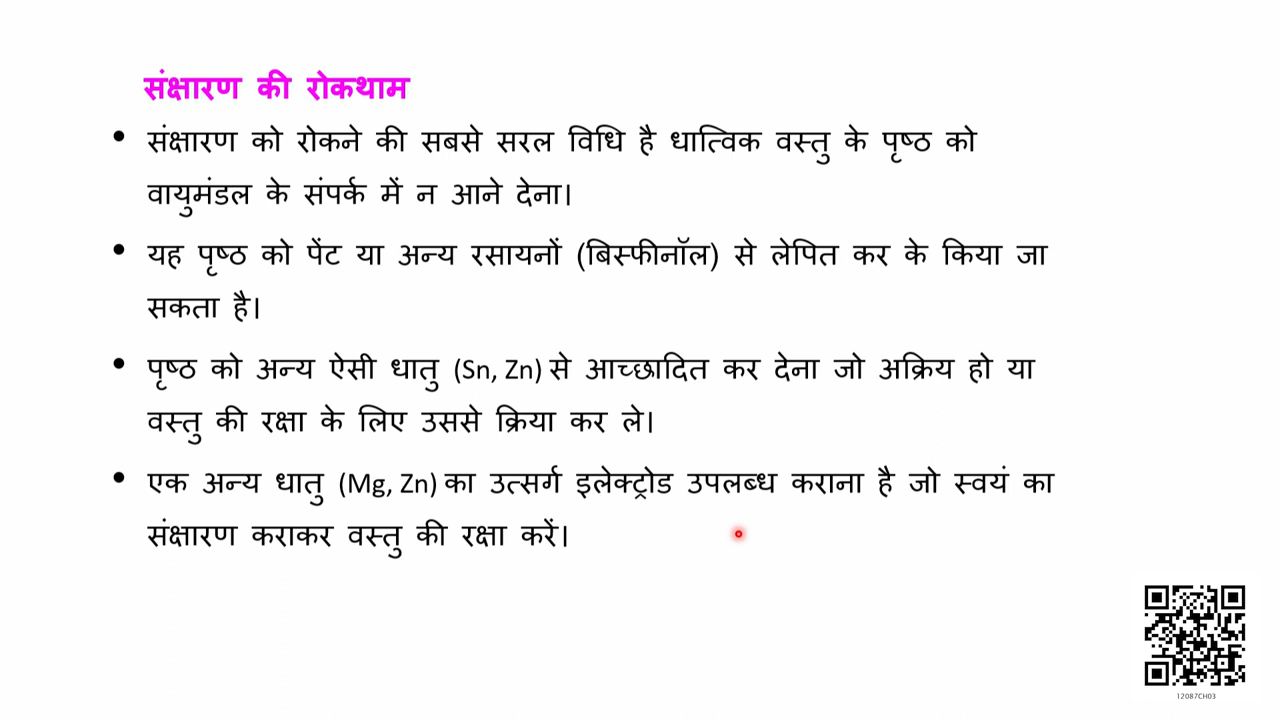 संक्षारण की रोकथाम
• संक्षारण को रोकने की सबसे सरल विधि है धात्विक वस्तु के पृष्ठ को
वायुमंडल के संपर्क में न आने देना।
• यह पृष्ठ को पेंट या अन्य रसायनों (बिस्फीनॉल) से लेपित कर के किया जा
सकता है।
• पृष्ठ को अन्य ऐसी धातु (Sn, Zn) से आच्छादित कर देना जो अक्रिय हो या
वस्तु की रक्षा के लिए उससे क्रिया कर ले।
• एक अन्य धातु (Mg, Zn) का उत्सर्ग इलेक्ट्रोड उपलब्ध कराना है जो स्वयं का
संक्षारण कराकर वस्तु की रक्षा करें।
12087CH03